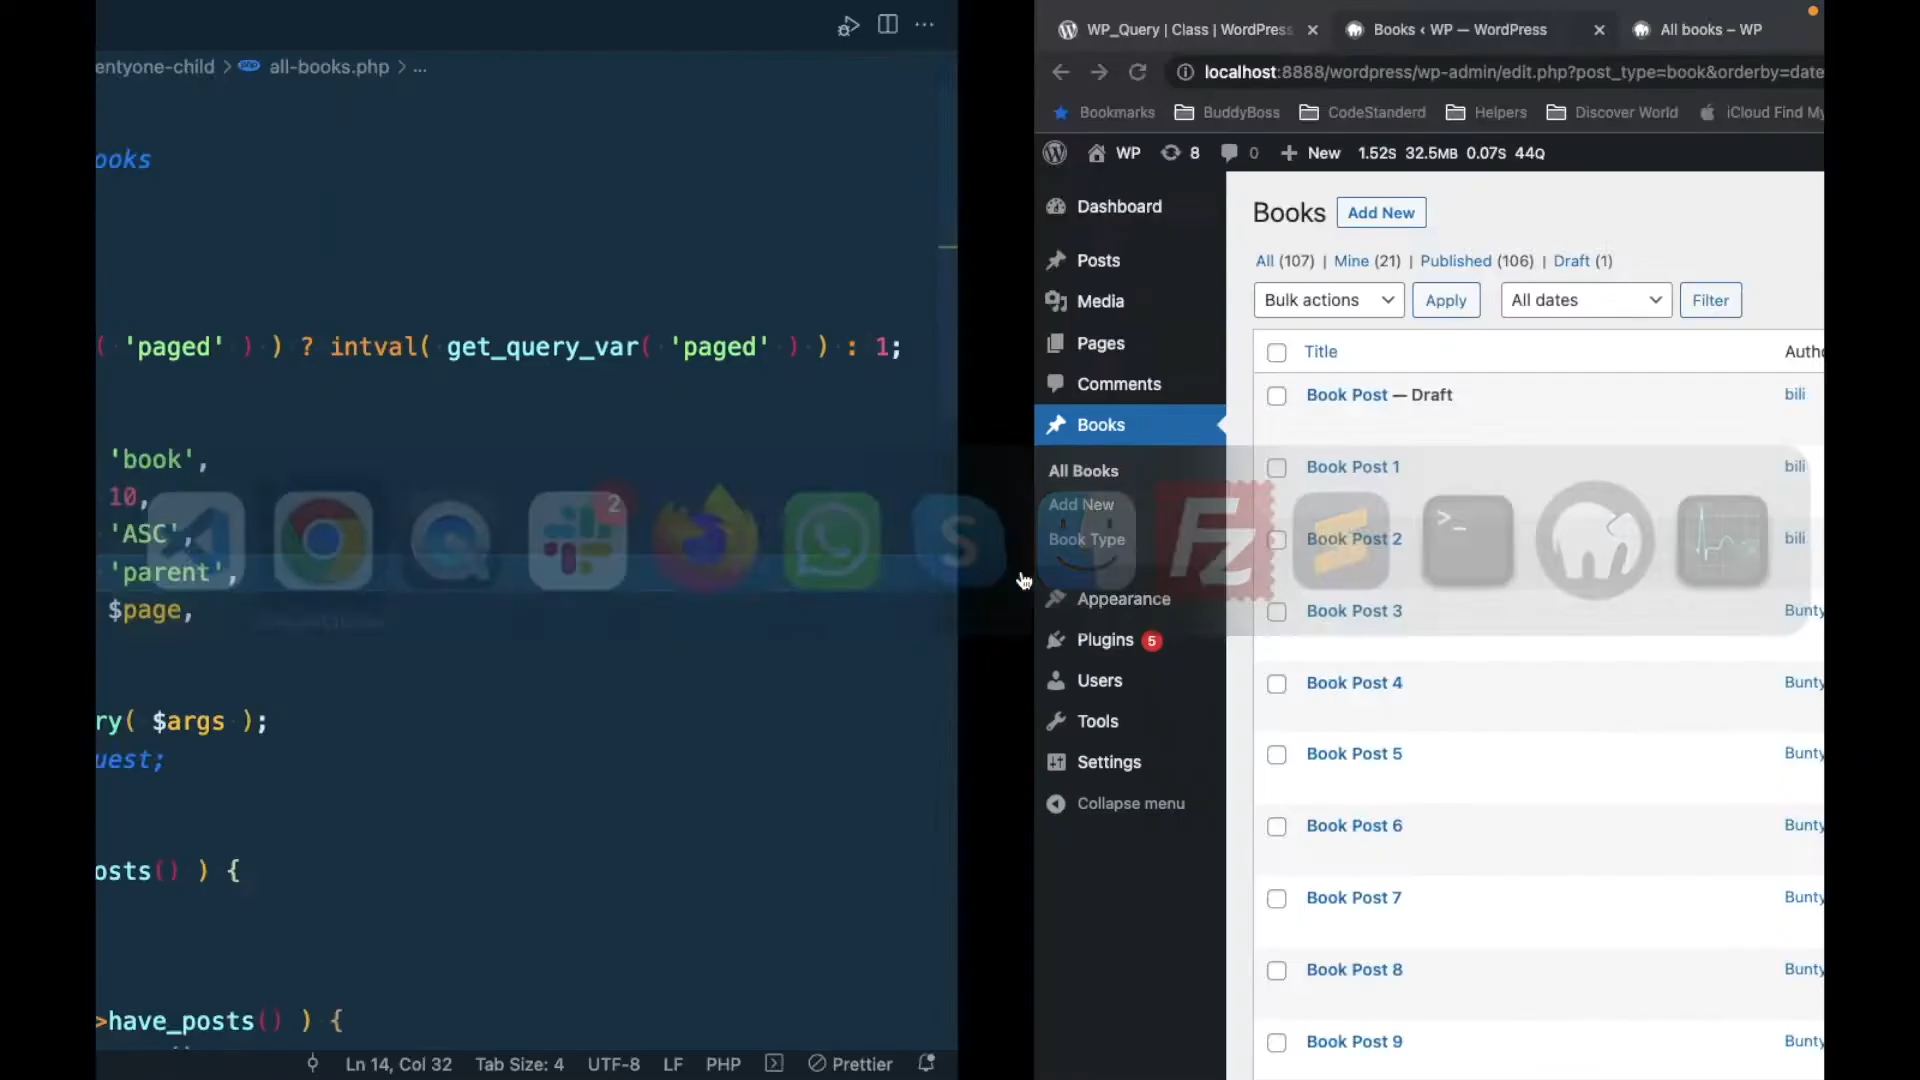 entyone-child > all-books.php > ...
ooks
( 'paged' ) ) ? intval( get_query_var( 'paged' ) ) : 1;
'book',
10,
'ASC',
'parent',
$page,
ry( $args );
uest;
osts() ) {
>have_posts() ) {
Ln 14, Col 32 Tab Size: 4 UTF-8 LF PHP Prettier
WP_Query | Class | WordPress
Books ‹ WP — WordPress
All books – WP
localhost:8888/wordpress/wp-admin/edit.php?post_type=book&orderby=date
Bookmarks BuddyBoss CodeStanderd Helpers Discover World iCloud Find My
WP 8 0 New 1.52S 32.5MB 0.07S 44Q
Dashboard
Posts
Media
Pages
Comments
Books
All Books
Add New
Book Type
Appearance
Plugins 5
Users
Tools
Settings
Collapse menu
Books Add New
All (107) | Mine (21) | Published (106) | Draft (1)
Bulk actions Apply All dates Filter
Title Autho
Book Post — Draft bili
Book Post 1 bili
Book Post 2 bili
Book Post 3 Bunty
Book Post 4 Bunty
Book Post 5 Bunty
Book Post 6 Bunty
Book Post 7 Bunty
Book Post 8 Bunty
Book Post 9 Bunty
2
S
Fz
>_